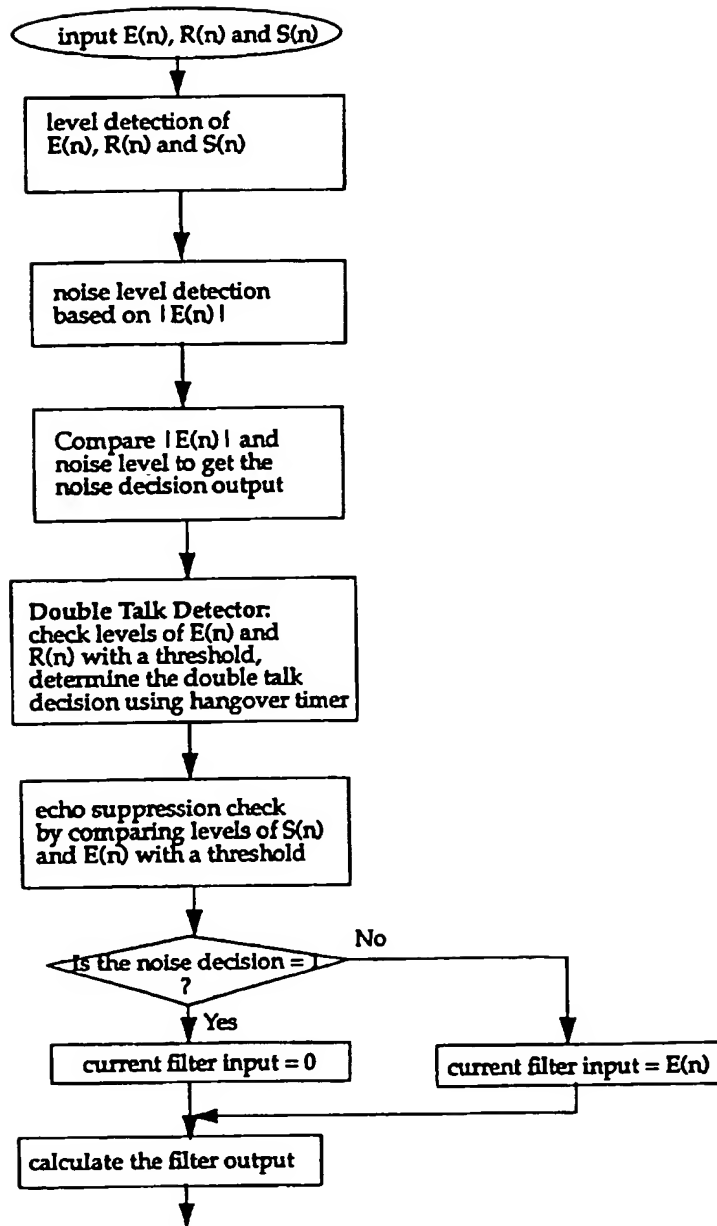 input E(n), R(n) and S(n)
level detection of
E(n), R(n) and S(n)
noise level detection
based on |E(n)|
Compare |E(n)| and
noise level to get the
noise decision output
Double Talk Detector:
check levels of E(n) and
R(n) with a threshold,
determine the double talk
decision using hangover timer
echo suppression check
by comparing levels of S(n)
and E(n) with a threshold
Is the noise decision =
?
No
Yes
current filter input = 0
current filter input = E(n)
calculate the filter output